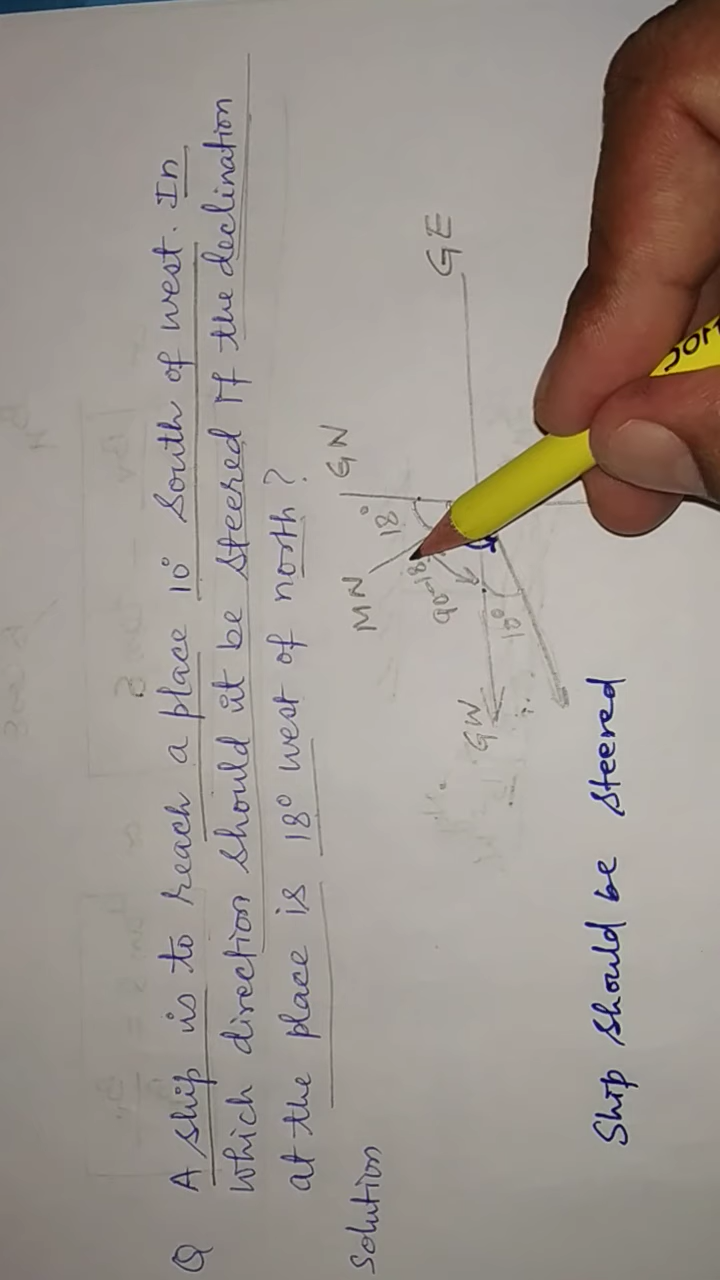 Q A ship is to reach a place 10° South of west. In
which direction should it be steered If the declination
at the place is 18° west of north?
Solution
GN
MN
18°
GE
90-18
GW
10°
Ship should be steered